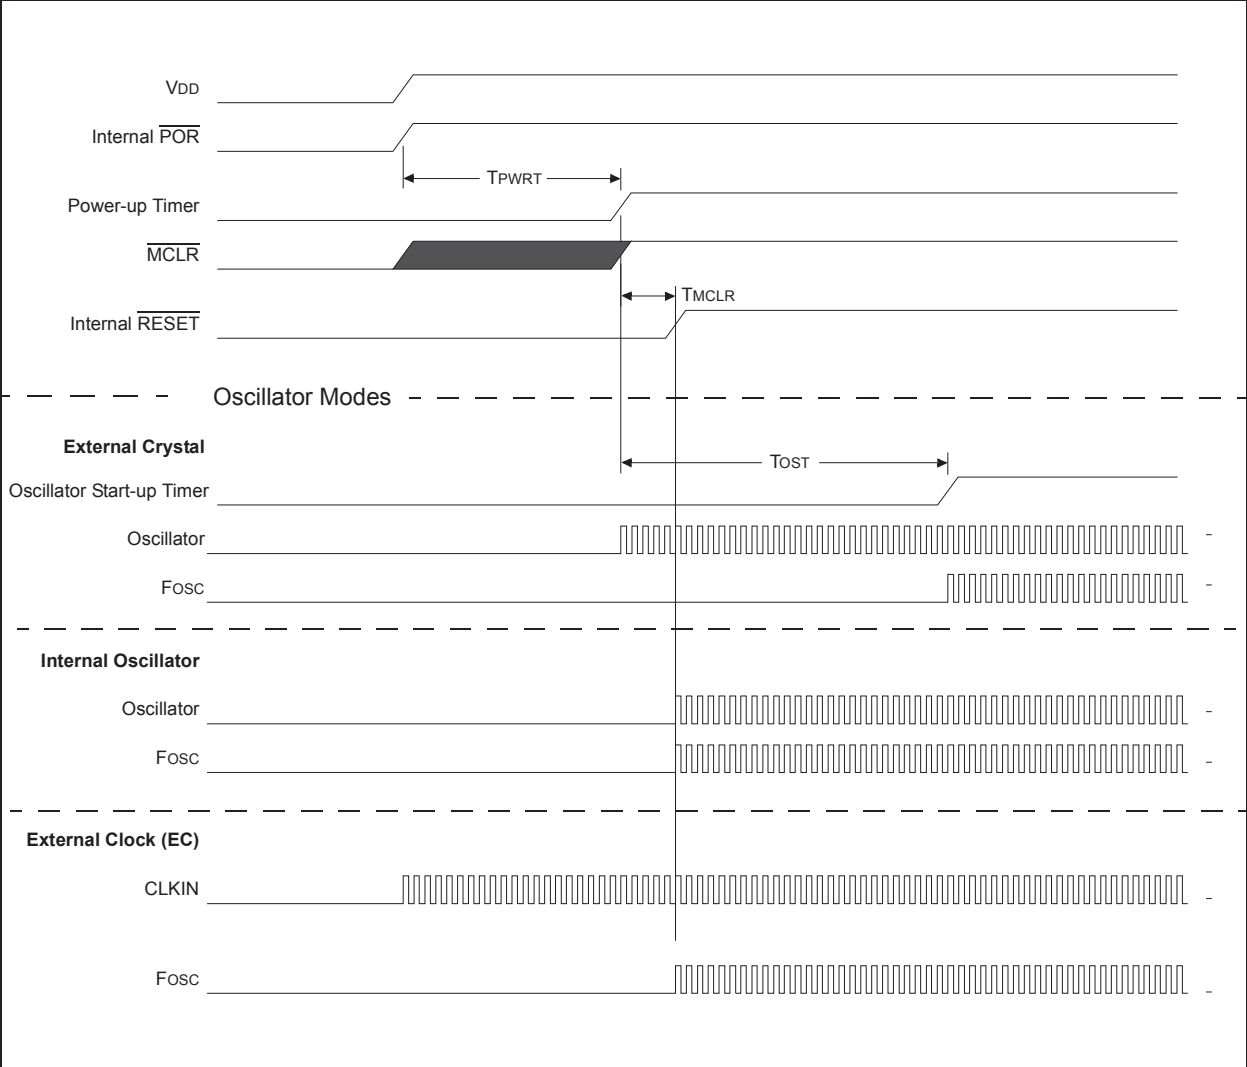 VDD
Internal POR
TPWRT
Power-up Timer
MCLR
TMCLR
Internal RESET
Oscillator Modes
External Crystal
TOST
Oscillator Start-up Timer
Oscillator
FOSC
Internal Oscillator
Oscillator
FOSC
External Clock (EC)
CLKIN
FOSC